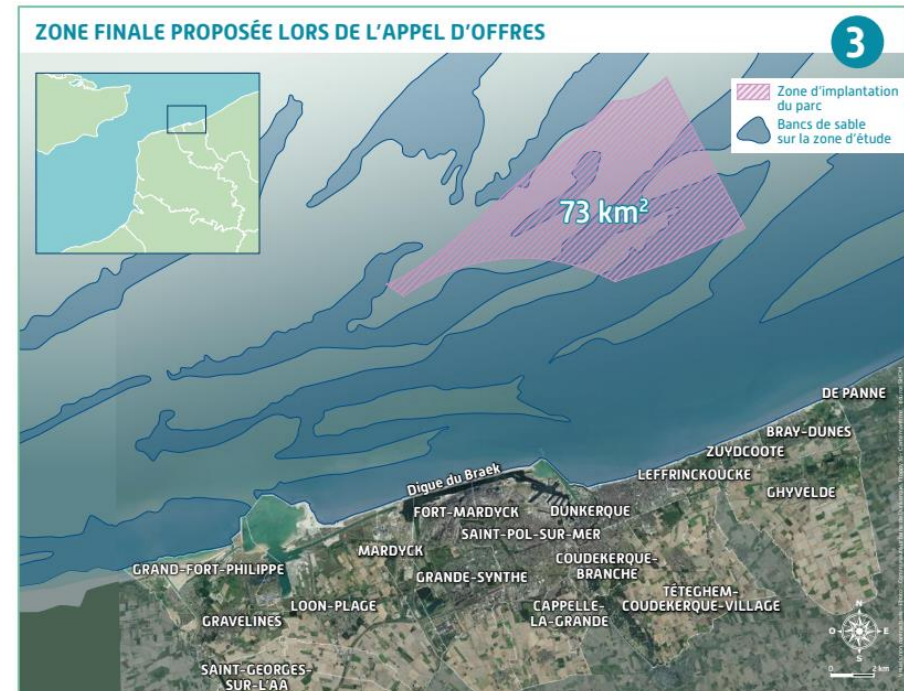 ZONE FINALE PROPOSÉE LORS DE L'APPEL D'OFFRES
3
Zone d'implantation
du parc
Bancs de sable
sur la zone d'étude
73 km²
DE PANNE
BRAY-DUNES
ZUYDCOOTE
LEFFRINCKOUCKE
GHYVELDE
Digue du Braek
FORT-MARDYCK
DUNKERQUE
SAINT-POL-SUR-MER
MARDYCK
COUDEKERQUE-
BRANCHE
GRAND-FORT-PHILIPPE
GRANDE-SYNTHE
TÉTEGHEM-
COUDEKERQUE-VILLAGE
LOON-PLAGE
CAPPELLE-
LA-GRANDE
GRAVELINES
SAINT-GEORGES-
SUR-L'AA
N
O
E
S
0 2 km